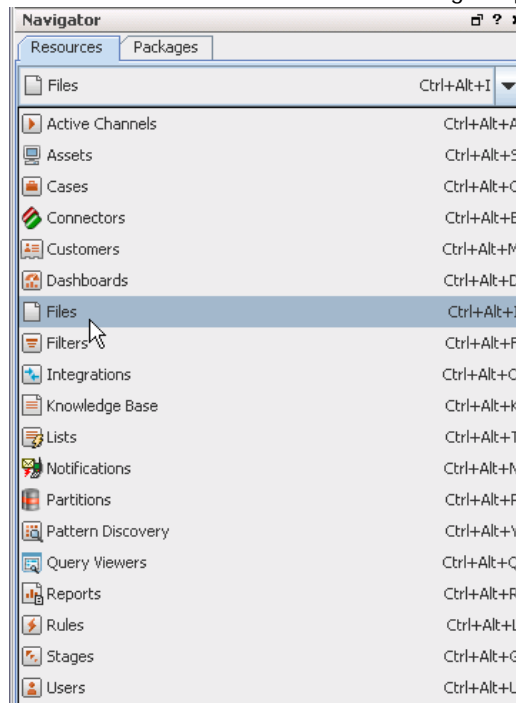 Navigator
Resources Packages
Files Ctrl+Alt+I
Active Channels Ctrl+Alt+A
Assets Ctrl+Alt+S
Cases Ctrl+Alt+C
Connectors Ctrl+Alt+E
Customers Ctrl+Alt+M
Dashboards Ctrl+Alt+D
Files Ctrl+Alt+I
Filters Ctrl+Alt+F
Integrations Ctrl+Alt+O
Knowledge Base Ctrl+Alt+K
Lists Ctrl+Alt+T
Notifications Ctrl+Alt+N
Partitions Ctrl+Alt+P
Pattern Discovery Ctrl+Alt+Y
Query Viewers Ctrl+Alt+Q
Reports Ctrl+Alt+R
Rules Ctrl+Alt+L
Stages Ctrl+Alt+G
Users Ctrl+Alt+U